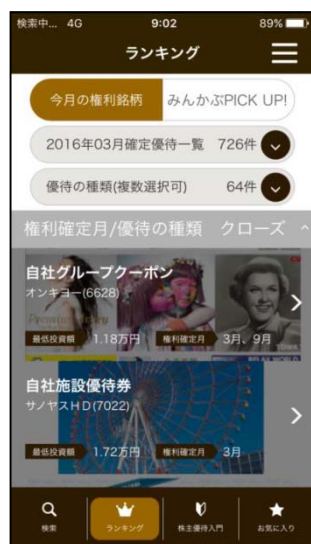 検索中... 4G 9:02 89%
ランキング
今月の権利銘柄 みんかぶPICK UP!
2016年03月確定優待一覧 726件
優待の種類(複数選択可) 64件
権利確定月/優待の種類 クローズ
自社グループクーポン
オンキヨー(6628)
最低投資額 1.18万円 権利確定月 3月、9月
自社施設優待券
サノヤスＨＤ(7022)
最低投資額 1.72万円 権利確定月 3月
検索 ランキング 株主優待入門 お気に入り